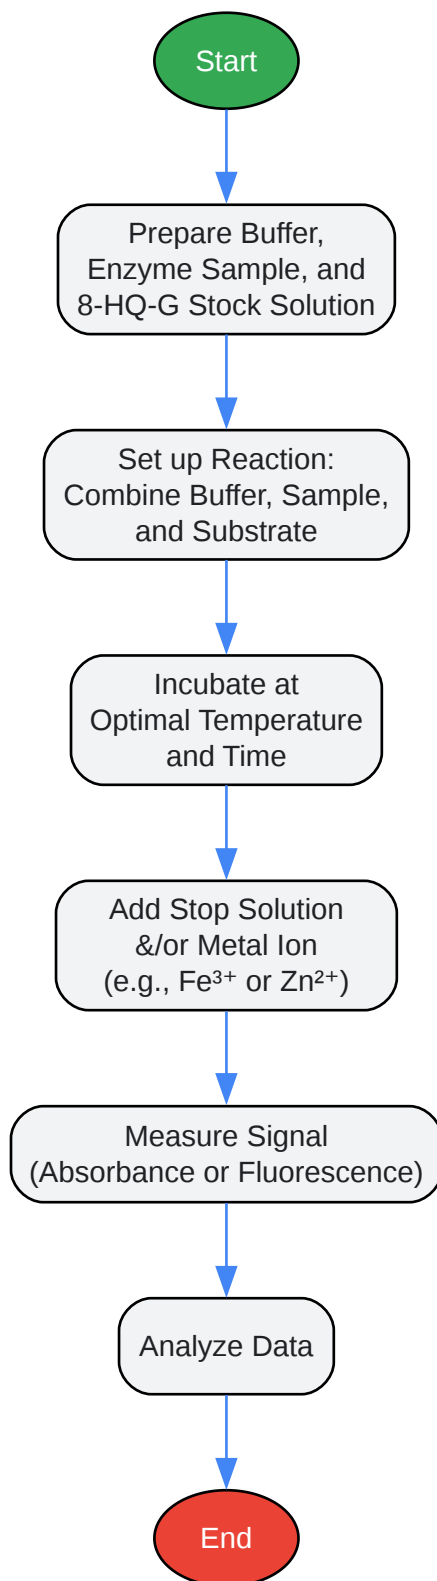 Start
Prepare Buffer,
Enzyme Sample, and
8-HQ-G Stock Solution
Set up Reaction:
Combine Buffer, Sample,
and Substrate
Incubate at
Optimal Temperature
and Time
Add Stop Solution
&/or Metal Ion
(e.g., Fe³⁺ or Zn²⁺)
Measure Signal
(Absorbance or Fluorescence)
Analyze Data
End